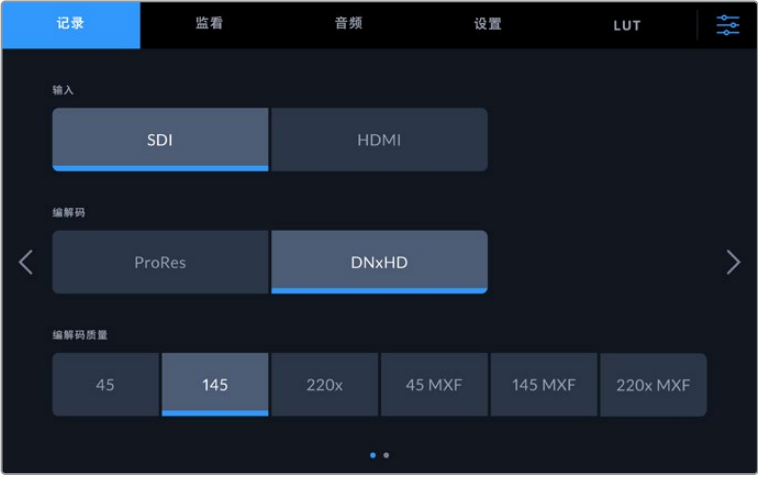 记录 监看 音频 设置 LUT
输入
SDI HDMI
编解码
ProRes DNxHD
编解码质量
45 145 220x 45 MXF 145 MXF 220x MXF